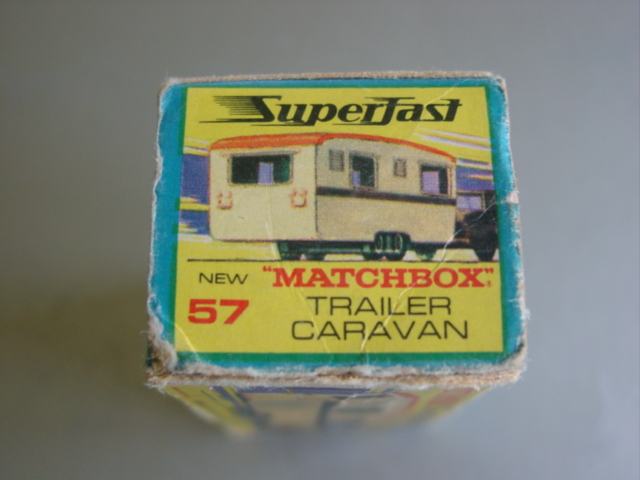 Superfast
NEW "MATCHBOX"
57 TRAILER
CARAVAN